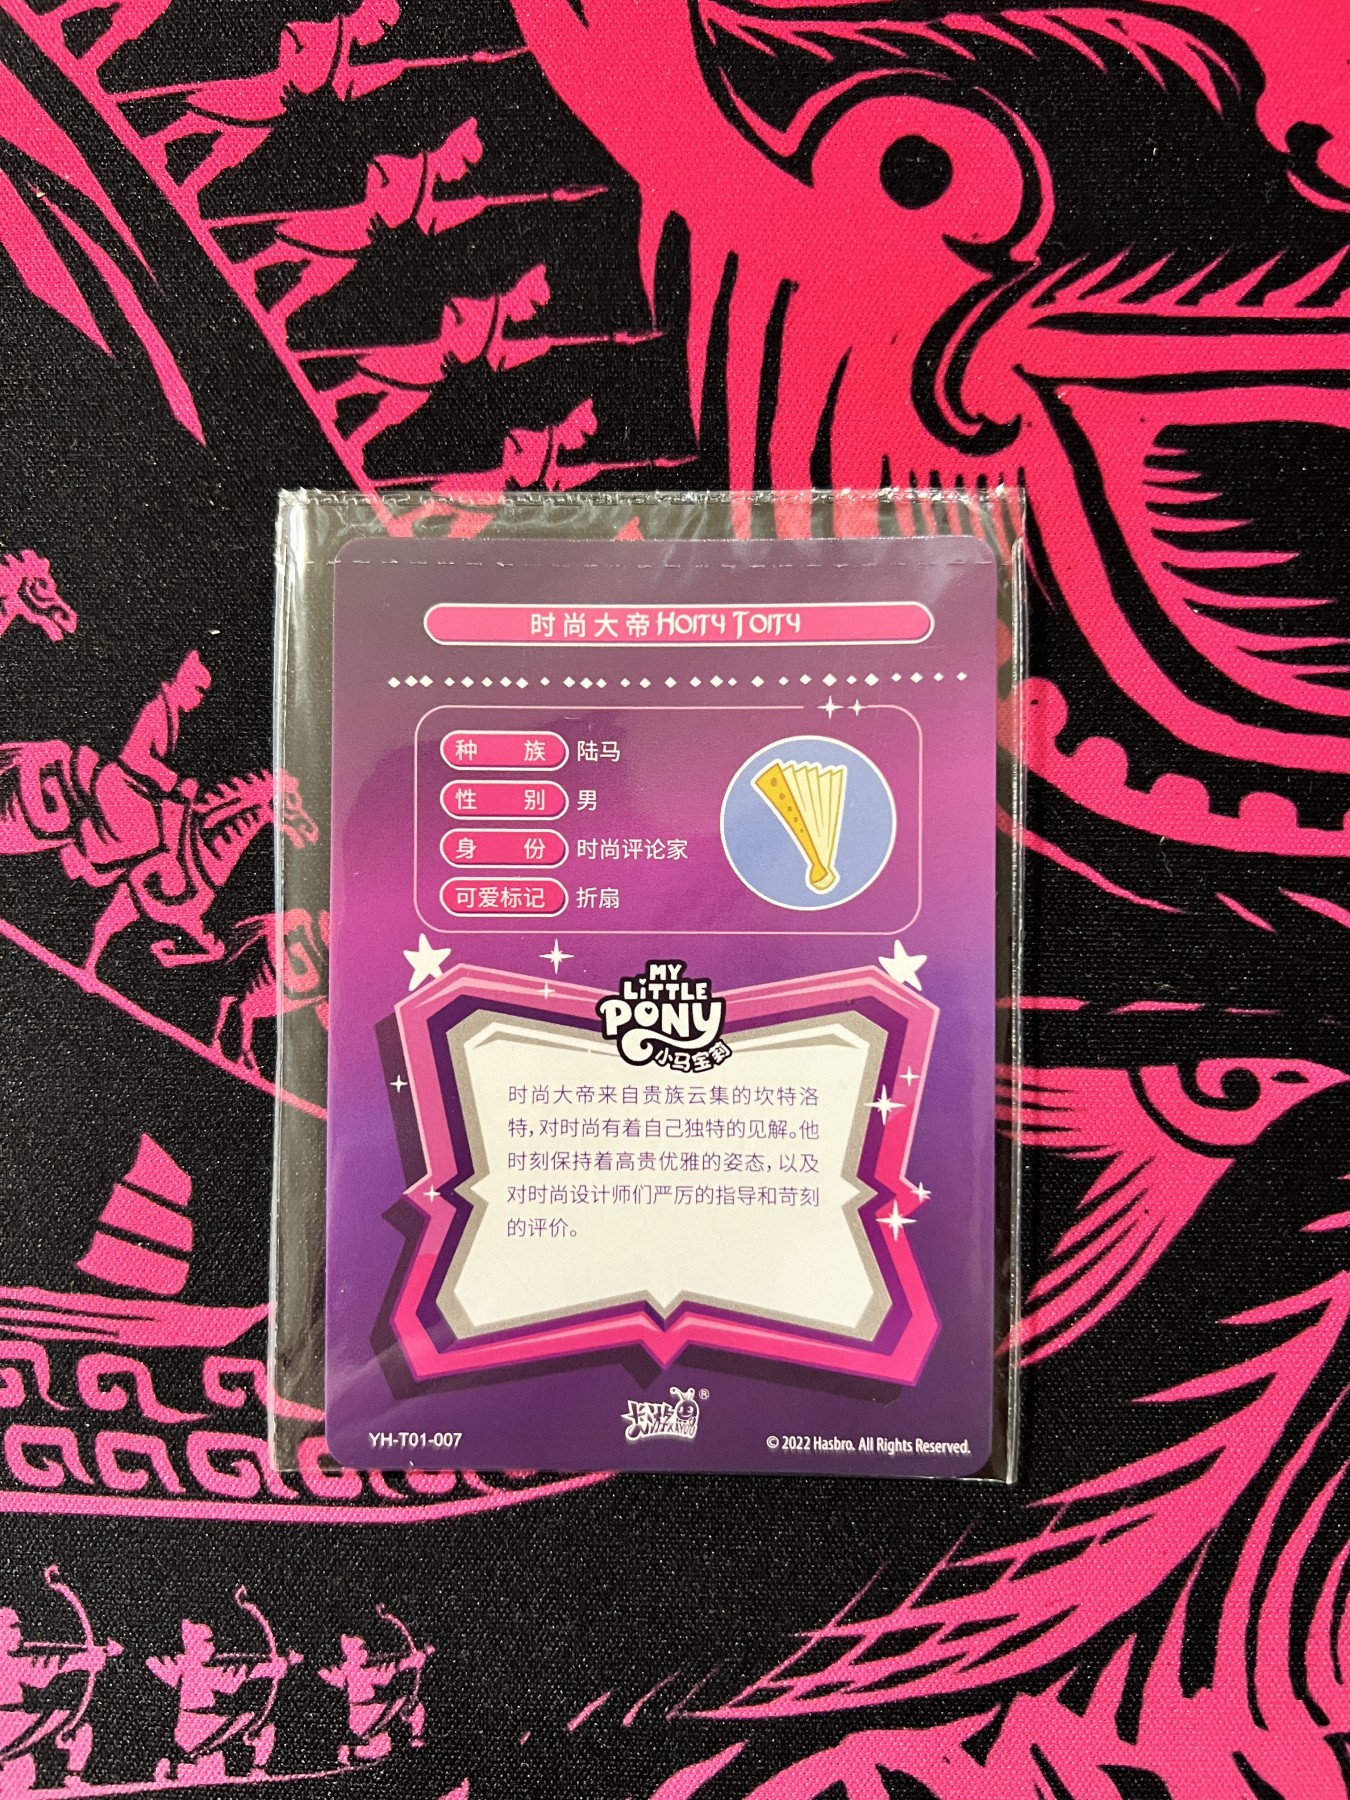 时尚大帝 Hoity Toity
种族 陆马
性别 男
身份 时尚评论家
可爱标记 折扇
MY
LITTLE
PONY
小马宝莉
时尚大帝来自贵族云集的坎特洛
特，对时尚有着自己独特的见解。他
时刻保持着高贵优雅的姿态，以及
对时尚设计师们严厉的指导和苛刻
的评价。
卡游 KAYOU ®
YH-T01-007
© 2022 Hasbro. All Rights Reserved.